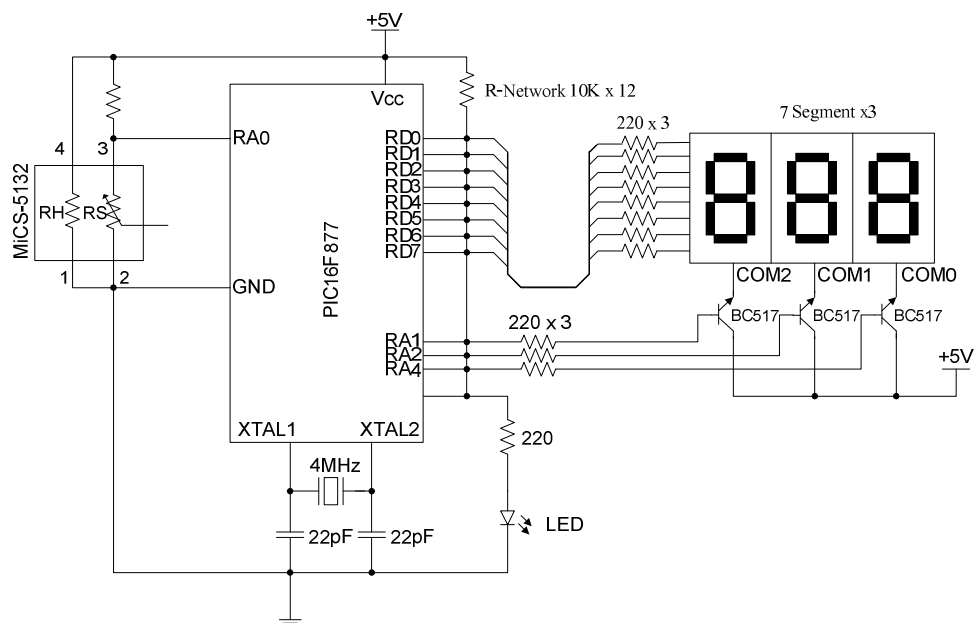 +5V
R-Network 10K x 12
Vcc
7 Segment x3
220 x 3
RA0
RD0
RD1
RD2
RD3
RD4
RD5
RD6
RD7
4
3
MiCS-5132
RH
RS
1
2
GND
PIC16F877
COM2
COM1
COM0
BC517
BC517
BC517
220 x 3
RA1
RA2
RA4
+5V
XTAL1
XTAL2
220
4MHz
22pF
22pF
LED